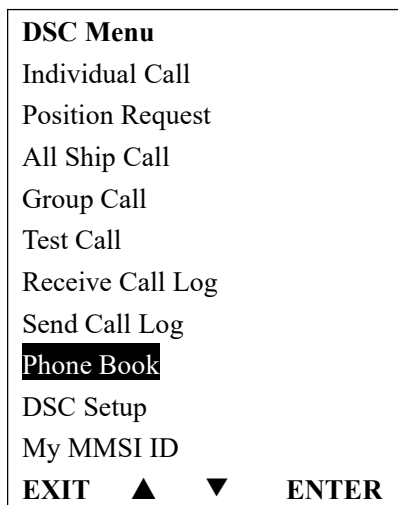 DSC Menu
Individual Call
Position Request
All Ship Call
Group Call
Test Call
Receive Call Log
Send Call Log
Phone Book
DSC Setup
My MMSI ID
EXIT ▲ ▼ ENTER